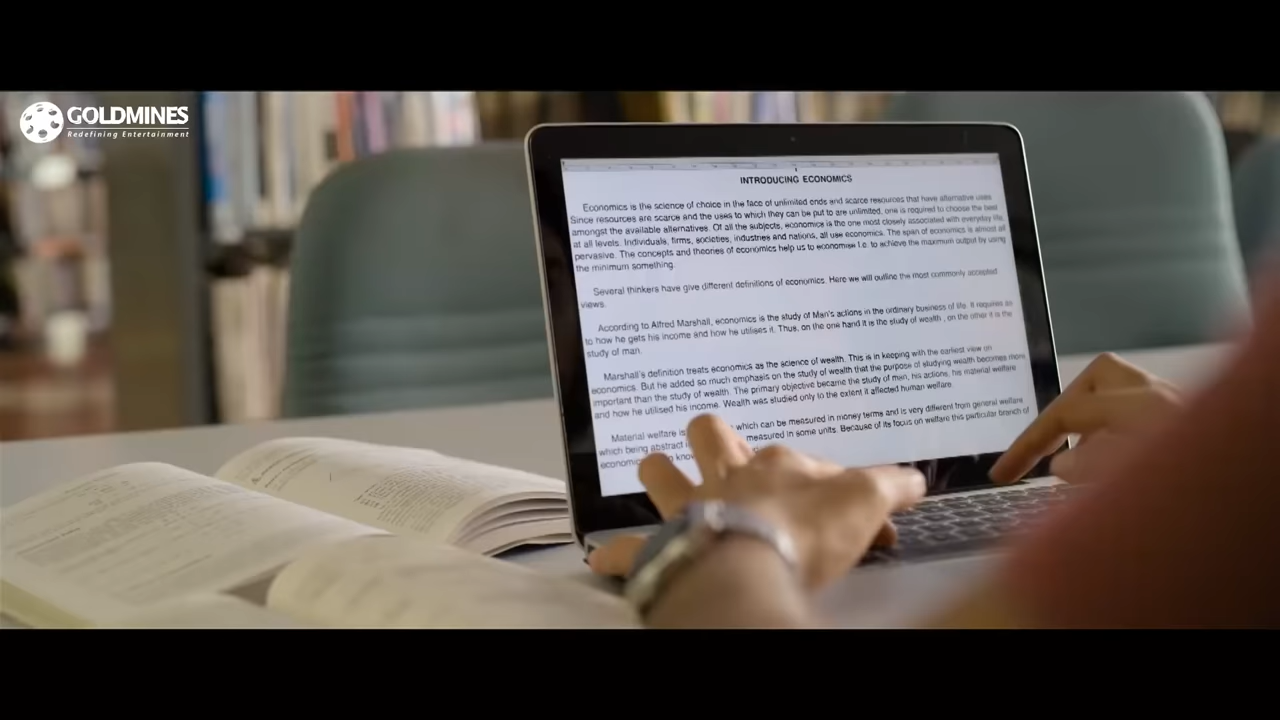 GOLDMINES
Redefining Entertainment
INTRODUCING ECONOMICS
Economics is the science of choice in the face of unlimited ends and scarce resources that have alternative uses
Since resources are scarce and the uses to which they can be put to are unlimited, one is required to choose the best
amongst the available alternatives. Of all the subjects, economics is the one most closely associated with everyday life
at all levels. Individuals, firms, societies, industries and nations, all use economics. The span of economics is almost all
pervasive. The concepts and theories of economics help us to economise i.e. to achieve the maximum output by using
the minimum something.
Several thinkers have give different definitions of economics. Here we will outline the most commonly accepted
views.
According to Alfred Marshall, economics is the study of Man's actions in the ordinary business of life. It requires as
to how he gets his income and how he utilises it. Thus, on the one hand it is the study of wealth , on the other it is the
study of man.
Marshall's definition treats economics as the science of wealth. This is in keeping with the earliest view on
economics. But he added so much emphasis on the study of wealth that the purpose of studying wealth becomes more
important than the study of wealth. The primary objective became the study of men, his actions, his material welfare
and how he utilised his income. Wealth was studied only to the extent it affected human welfare.
Material welfare is which can be measured in money terms and is very different from general welfare
which being abstract measured in some units. Because of its focus on welfare this particular branch of
economics